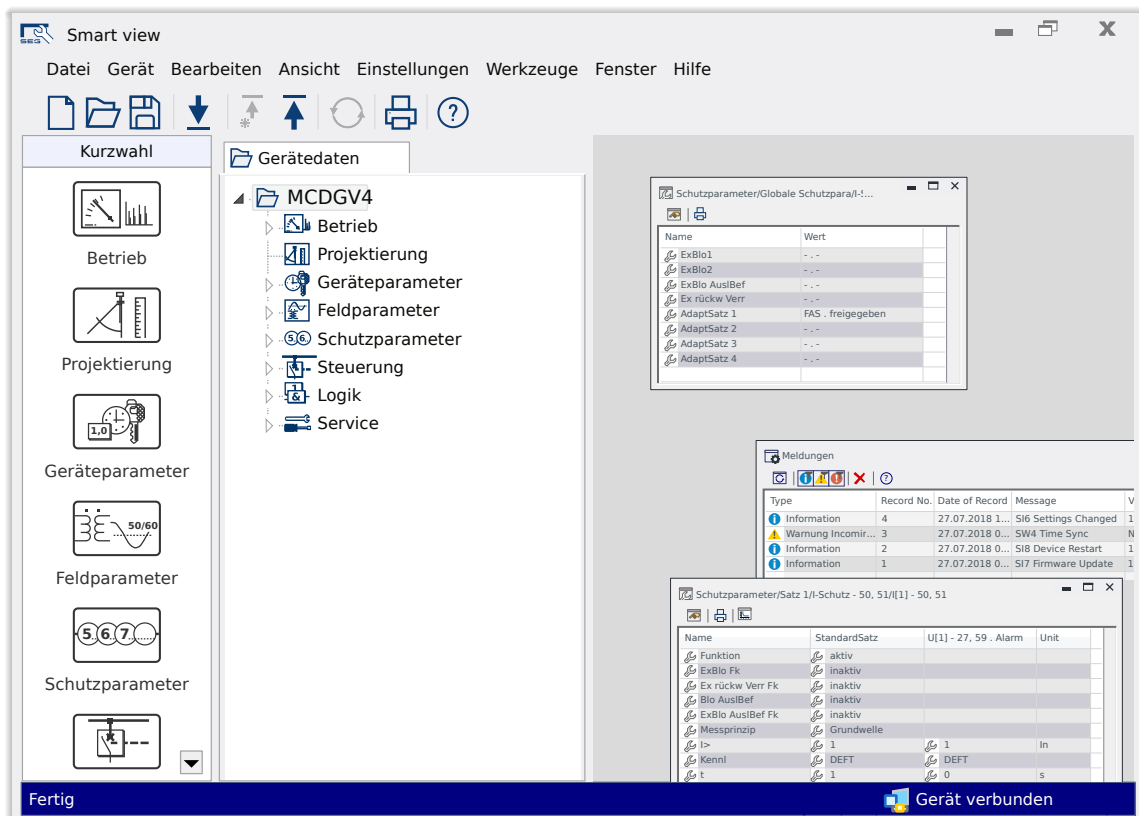 SEG Smart view
Datei Gerät Bearbeiten Ansicht Einstellungen Werkzeuge Fenster Hilfe
Kurzwahl
Betrieb
Projektierung
1,0
Geräteparameter
50/60
Feldparameter
5 6 7
Schutzparameter
Gerätedaten
MCDGV4
Betrieb
Projektierung
Geräteparameter
Feldparameter
5 6 Schutzparameter
Steuerung
1 & Logik
Service
Schutzparameter/Globale Schutzpara/I-S...
Name Wert
ExBlo1 - . -
ExBlo2 - . -
ExBlo AuslBef - . -
Ex rückw Verr - . -
AdaptSatz 1 FAS . freigegeben
AdaptSatz 2 - . -
AdaptSatz 3 - . -
AdaptSatz 4 - . -
Meldungen
Type Record No. Date of Record Message V
Information 4 27.07.2018 1... SI6 Settings Changed 1
Warnung Incomir... 3 27.07.2018 0... SW4 Time Sync N
Information 2 27.07.2018 0... SI8 Device Restart 1
Information 1 27.07.2018 0... SI7 Firmware Update 1
Schutzparameter/Satz 1/I-Schutz - 50, 51/I[1] - 50, 51
Name StandardSatz U[1] - 27, 59 . Alarm Unit
Funktion aktiv
ExBlo Fk inaktiv
Ex rückw Verr Fk inaktiv
Blo AuslBef inaktiv
ExBlo AuslBef Fk inaktiv
Messprinzip Grundwelle
I> 1 1 In
Kennl DEFT DEFT
t 1 0 s
Fertig
Gerät verbunden